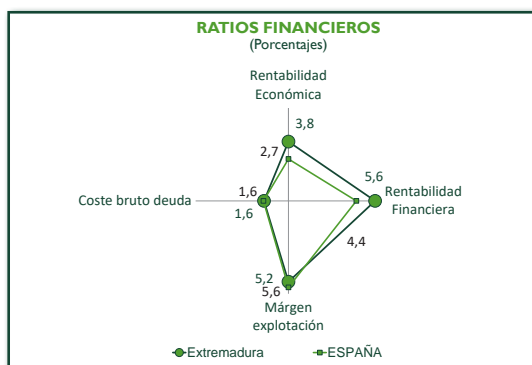 RATIOS FINANCIEROS
(Porcentajes)
Rentabilidad
Económica
3,8
2,7
5,6
Rentabilidad
Financiera
4,4
Coste bruto deuda
1,6
1,6
5,2
5,6
Márgen
explotación
Extremadura
ESPAÑA